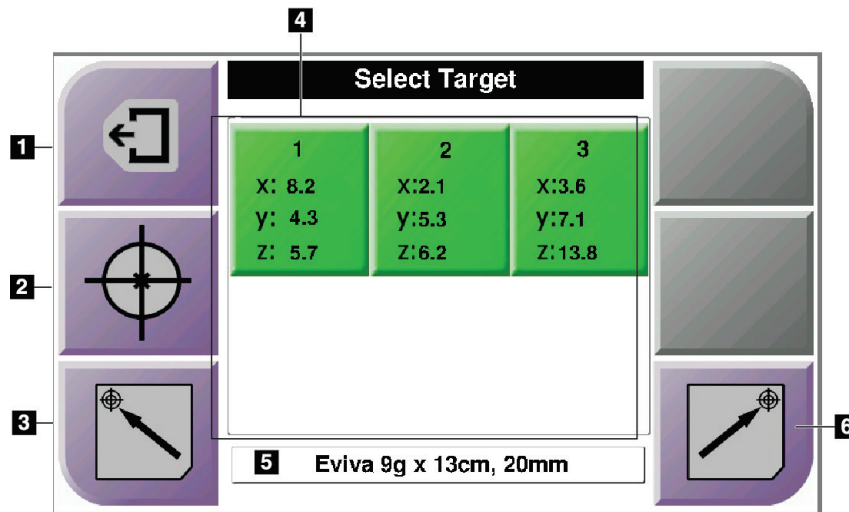 4
Select Target
1
1 2 3
x: 8.2 x:2.1 x:3.6
y: 4.3 y:5.3 y:7.1
z: 5.7 z:6.2 z:13.8
2
3
6
5 Eviva 9g x 13cm, 20mm